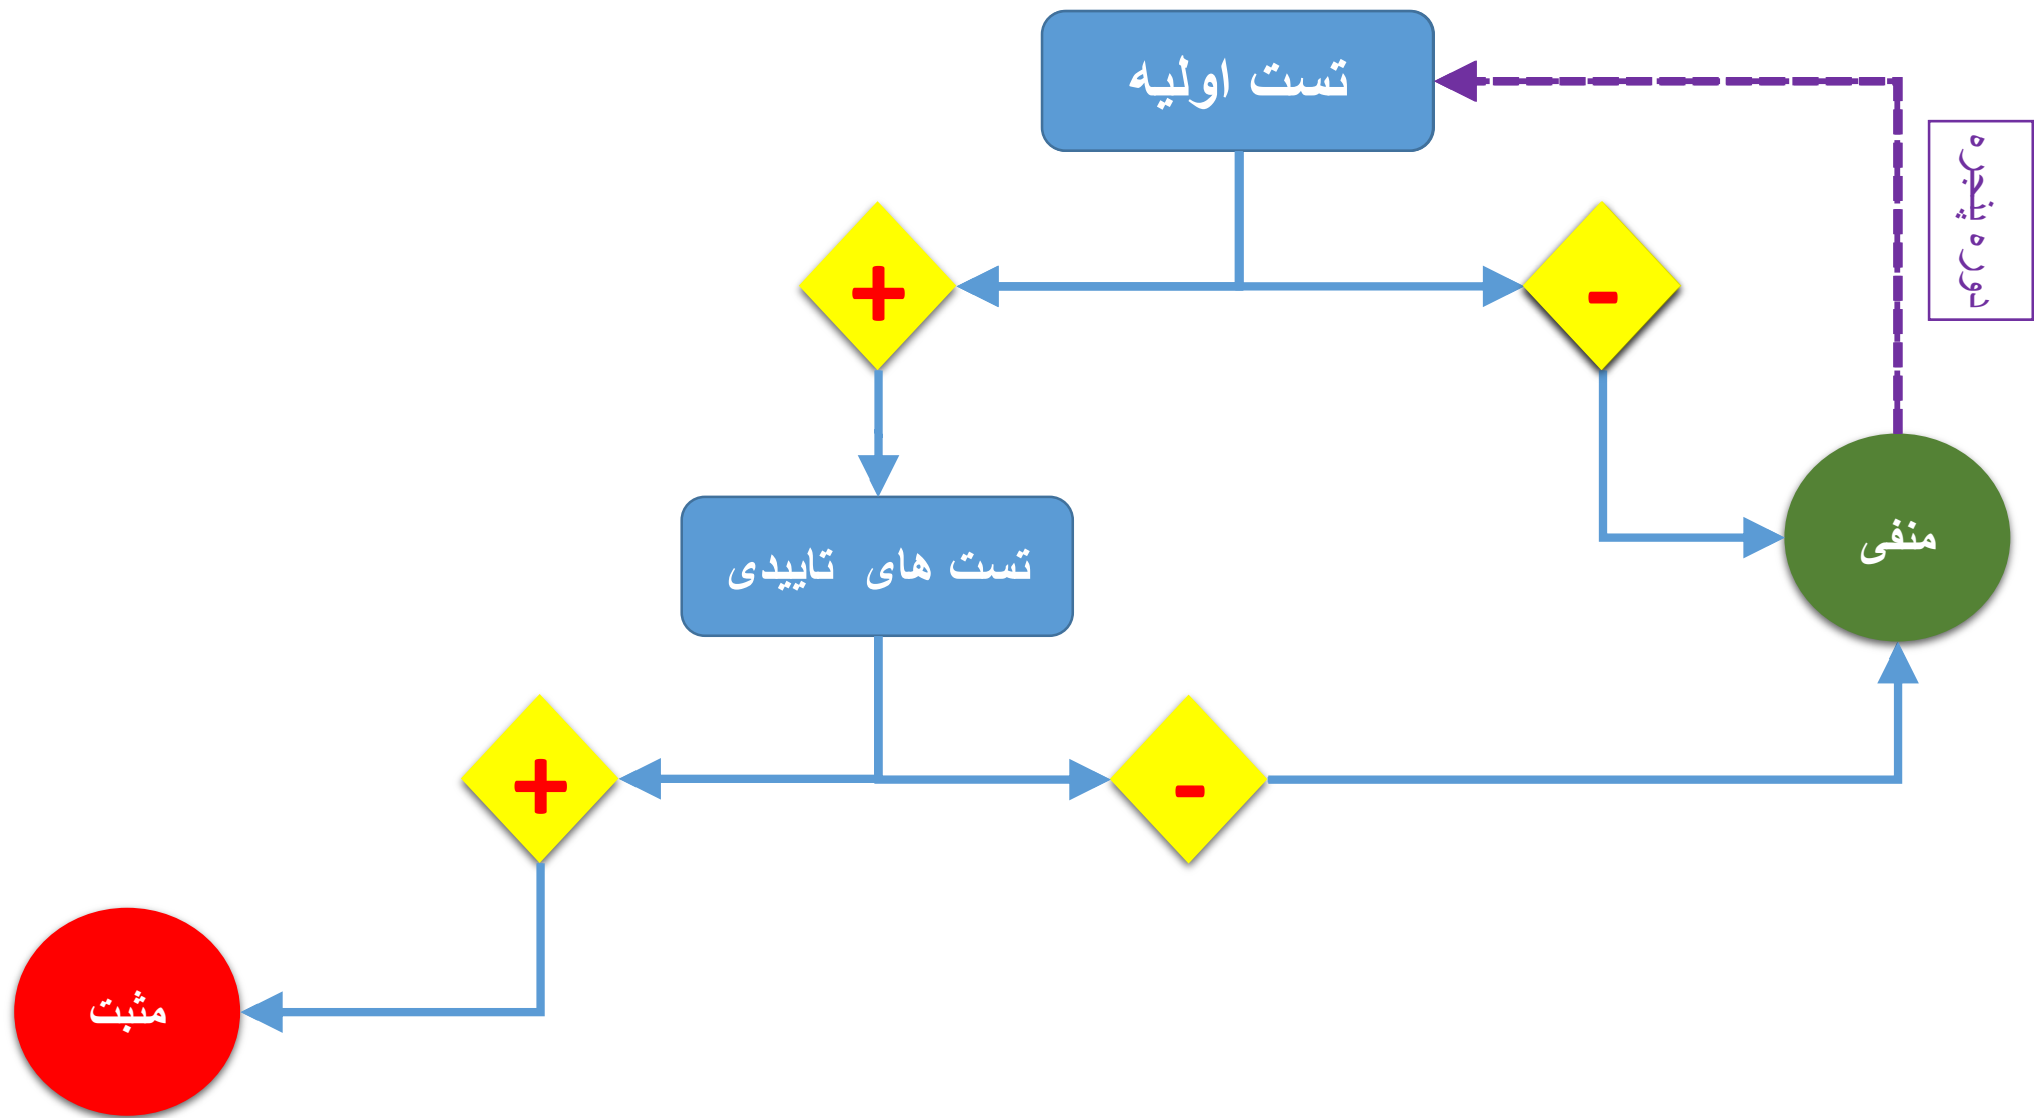 تست اولیه
دوره پنجره
+
-
منفی
تست های تاییدی
+
-
مثبت